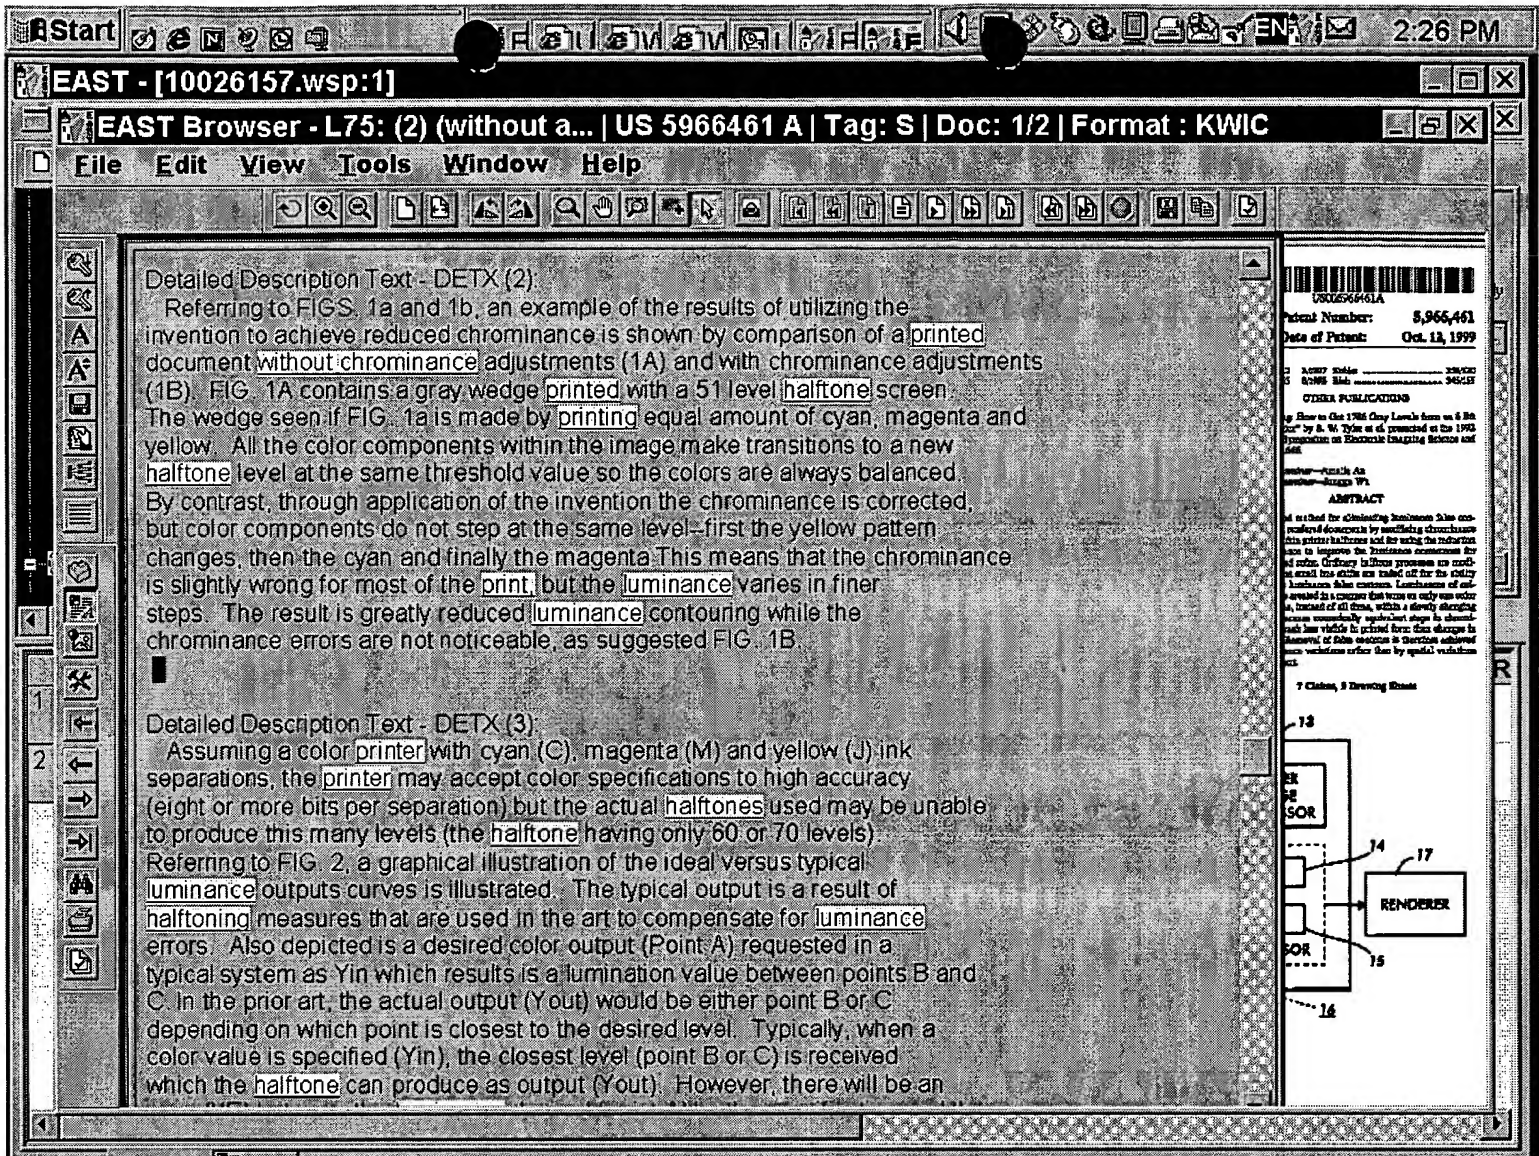 Start
EN
2:26 PM
EAST - [10026157.wsp:1]
EAST Browser - L75: (2) (without a... | US 5966461 A | Tag: S | Doc: 1/2 | Format : KWIC
File Edit View Tools Window Help
Detailed Description Text - DETX (2):
Referring to FIGS. 1a and 1b, an example of the results of utilizing the
invention to achieve reduced chrominance is shown by comparison of a printed
document without chrominance adjustments (1A) and with chrominance adjustments
(1B). FIG. 1A contains a gray wedge printed with a 51 level halftone screen.
The wedge seen if FIG. 1a is made by printing equal amount of cyan, magenta and
yellow. All the color components within the image make transitions to a new
halftone level at the same threshold value so the colors are always balanced.
By contrast, through application of the invention the chrominance is corrected,
but color components do not step at the same level--first the yellow pattern
changes, then the cyan and finally the magenta This means that the chrominance
is slightly wrong for most of the print, but the luminance varies in finer
steps. The result is greatly reduced luminance contouring while the
chrominance errors are not noticeable, as suggested FIG. 1B.
Detailed Description Text - DETX (3):
Assuming a color printer with cyan (C), magenta (M) and yellow (J) ink
separations, the printer may accept color specifications to high accuracy
(eight or more bits per separation) but the actual halftones used may be unable
to produce this many levels (the halftone having only 60 or 70 levels).
Referring to FIG. 2, a graphical illustration of the ideal versus typical
luminance outputs curves is illustrated. The typical output is a result of
halftoning measures that are used in the art to compensate for luminance
errors. Also depicted is a desired color output (Point A) requested in a
typical system as Yin which results is a lumination value between points B and
C. In the prior art, the actual output (Yout) would be either point B or C
depending on which point is closest to the desired level. Typically, when a
color value is specified (Yin), the closest level (point B or C) is received
which the halftone can produce as output (Yout). However, there will be an
US005966461A
Patent Number: 5,966,461
Date of Patent: Oct. 12, 1999
OTHER PUBLICATIONS
ABSTRACT
7 Claims, 5 Drawing Sheets
13
SOR
14
17
RENDERER
SOR
15
16
1
2
R